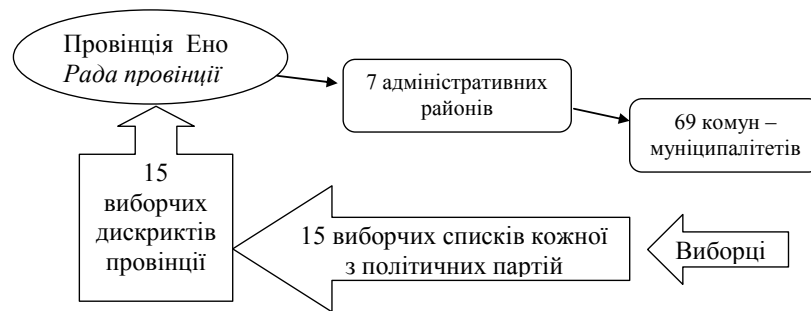 Провінція Ено
Рада провінції
7 адміністративних
районів
69 комун –
муніципалітетів
15
виборчих
дискриктів
провінції
15 виборчих списків кожної
з політичних партій
Виборці